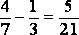 4/7 - 1/3 = 5/21